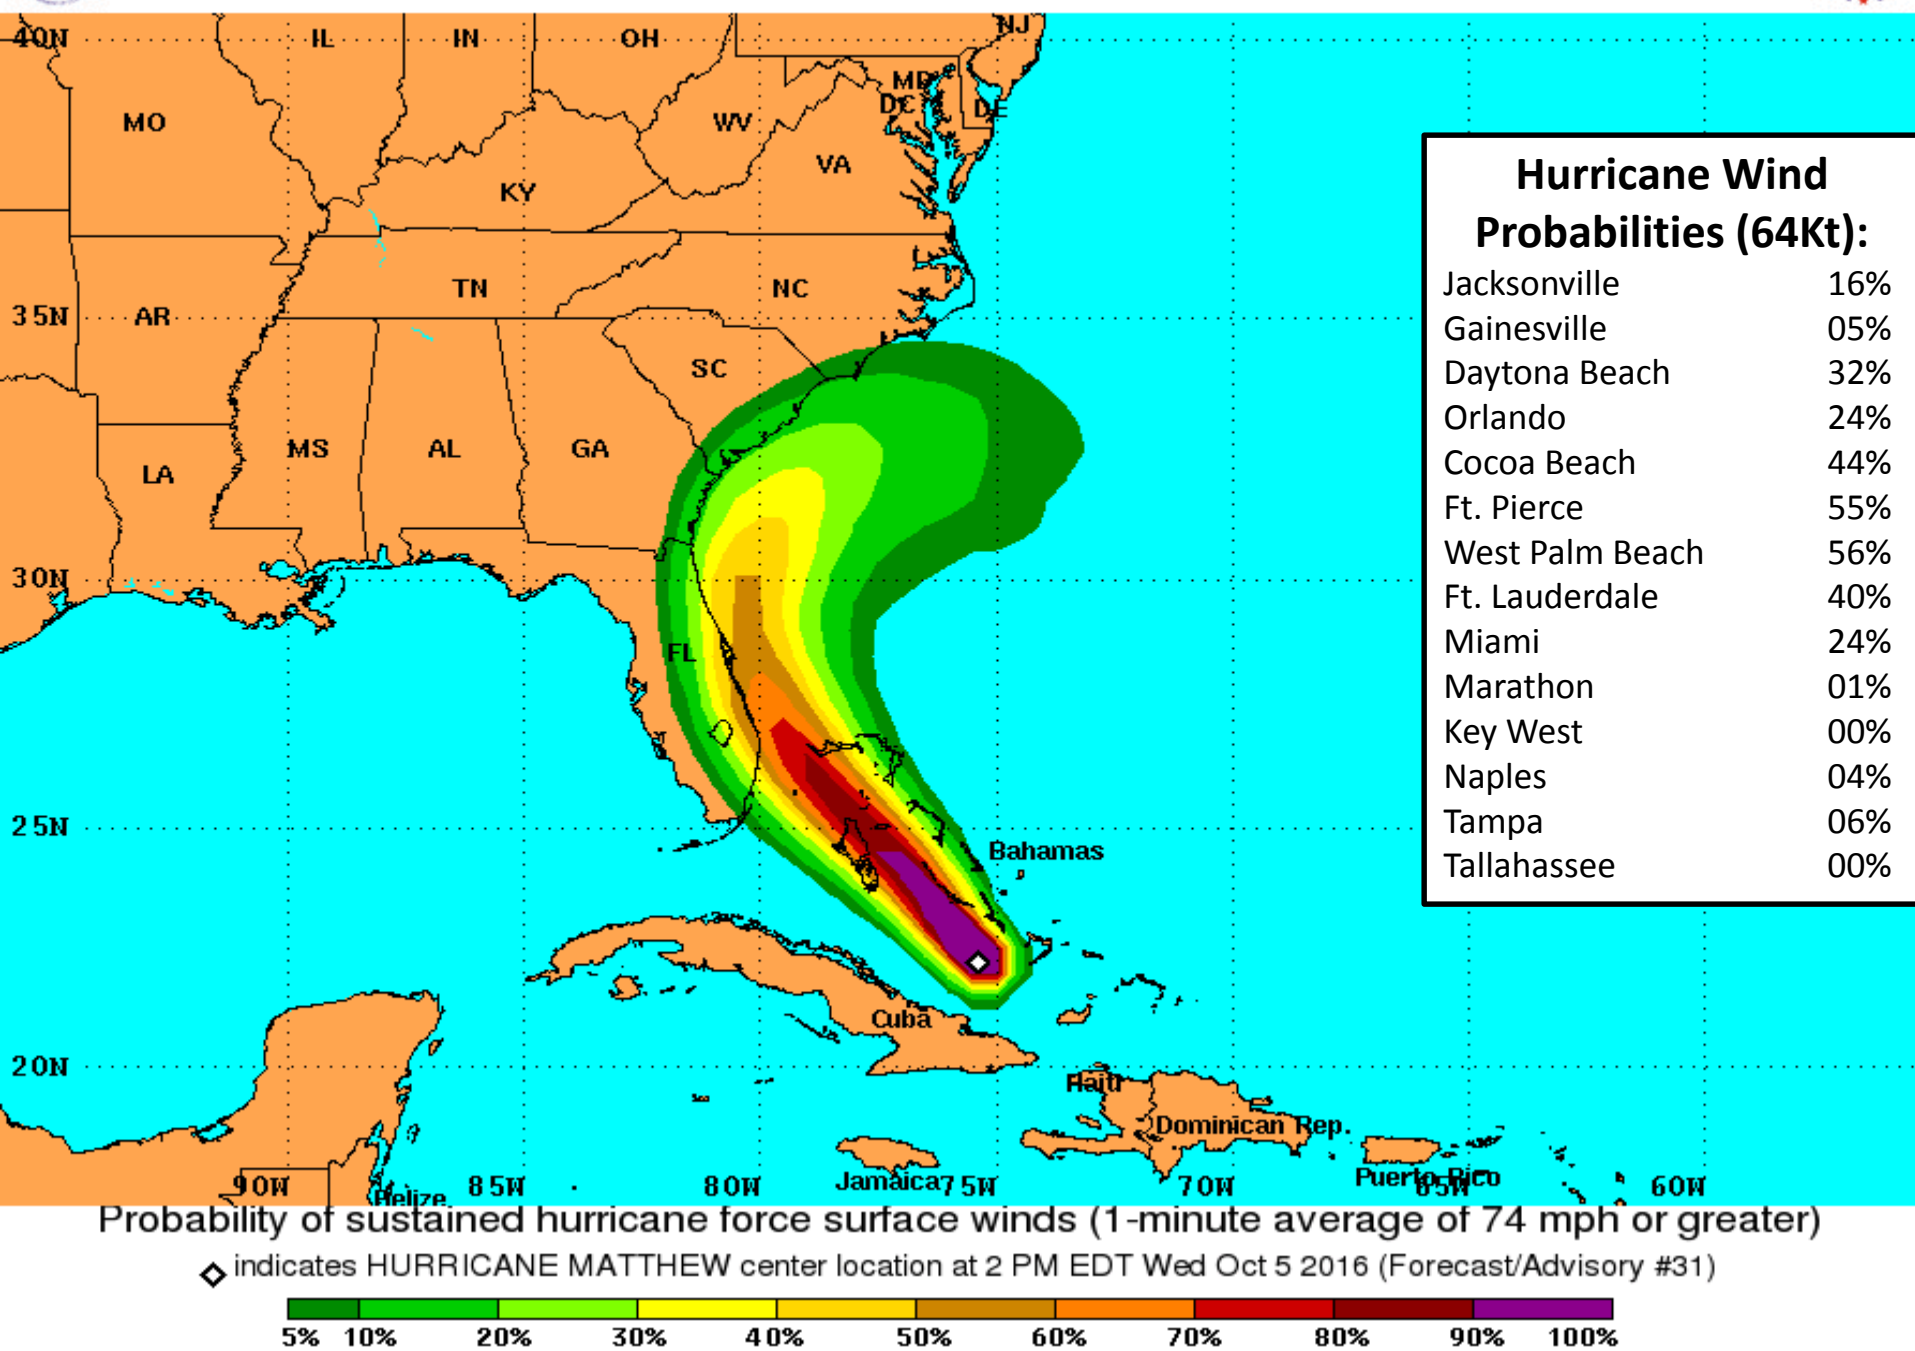 40N
IL
IN
OH
NJ
MO
WV
MD
DC
DE
VA
KY
TN
NC
35N
AR
SC
MS
AL
GA
LA
30N
FL
25N
Bahamas
Cuba
20N
Haiti
Dominican Rep.
Jamaica
Puerto Rico
Belize
90W
85W
80W
75W
70W
65W
60W
Hurricane Wind
Probabilities (64Kt):
Jacksonville 16%
Gainesville 05%
Daytona Beach 32%
Orlando 24%
Cocoa Beach 44%
Ft. Pierce 55%
West Palm Beach 56%
Ft. Lauderdale 40%
Miami 24%
Marathon 01%
Key West 00%
Naples 04%
Tampa 06%
Tallahassee 00%
Probability of sustained hurricane force surface winds (1-minute average of 74 mph or greater)
indicates HURRICANE MATTHEW center location at 2 PM EDT Wed Oct 5 2016 (Forecast/Advisory #31)
5% 10% 20% 30% 40% 50% 60% 70% 80% 90% 100%